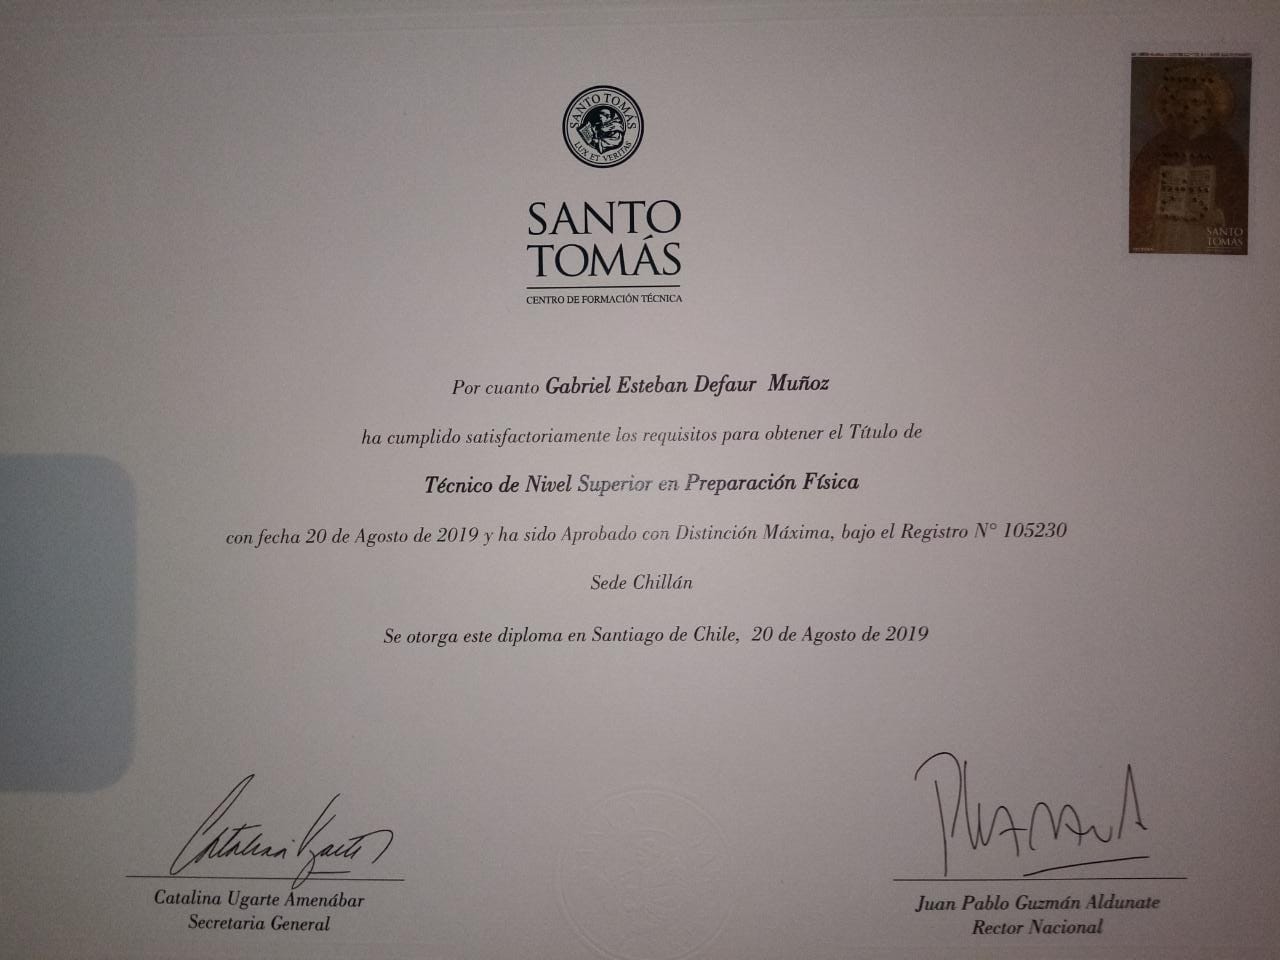 SANTO TOMAS
LUX ET VERITAS
SANTO
TOMÁS
CENTRO DE FORMACIÓN TÉCNICA
SANTO
TOMÁS
Por cuanto Gabriel Esteban Defaur Muñoz
ha cumplido satisfactoriamente los requisitos para obtener el Título de
Técnico de Nivel Superior en Preparación Física
con fecha 20 de Agosto de 2019 y ha sido Aprobado con Distinción Máxima, bajo el Registro N° 105230
Sede Chillán
Se otorga este diploma en Santiago de Chile, 20 de Agosto de 2019
Catalina Ugarte
Catalina Ugarte Amenábar
Secretaria General
Juan Pablo Guzmán Aldunate
Rector Nacional